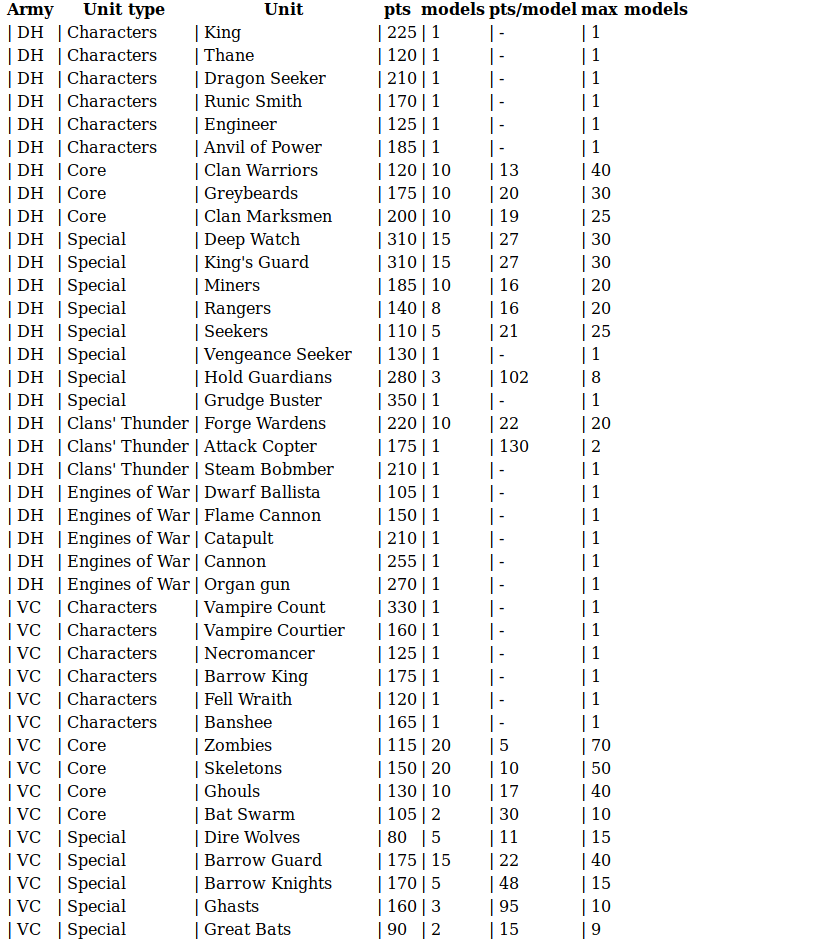 Army Unit type Unit pts models pts/model max models
| DH | Characters | King | 225 | 1 | - | 1
| DH | Characters | Thane | 120 | 1 | - | 1
| DH | Characters | Dragon Seeker | 210 | 1 | - | 1
| DH | Characters | Runic Smith | 170 | 1 | - | 1
| DH | Characters | Engineer | 125 | 1 | - | 1
| DH | Characters | Anvil of Power | 185 | 1 | - | 1
| DH | Core | Clan Warriors | 120 | 10 | 13 | 40
| DH | Core | Greybeards | 175 | 10 | 20 | 30
| DH | Core | Clan Marksmen | 200 | 10 | 19 | 25
| DH | Special | Deep Watch | 310 | 15 | 27 | 30
| DH | Special | King's Guard | 310 | 15 | 27 | 30
| DH | Special | Miners | 185 | 10 | 16 | 20
| DH | Special | Rangers | 140 | 8 | 16 | 20
| DH | Special | Seekers | 110 | 5 | 21 | 25
| DH | Special | Vengeance Seeker | 130 | 1 | - | 1
| DH | Special | Hold Guardians | 280 | 3 | 102 | 8
| DH | Special | Grudge Buster | 350 | 1 | - | 1
| DH | Clans' Thunder | Forge Wardens | 220 | 10 | 22 | 20
| DH | Clans' Thunder | Attack Copter | 175 | 1 | 130 | 2
| DH | Clans' Thunder | Steam Bobmber | 210 | 1 | - | 1
| DH | Engines of War | Dwarf Ballista | 105 | 1 | - | 1
| DH | Engines of War | Flame Cannon | 150 | 1 | - | 1
| DH | Engines of War | Catapult | 210 | 1 | - | 1
| DH | Engines of War | Cannon | 255 | 1 | - | 1
| DH | Engines of War | Organ gun | 270 | 1 | - | 1
| VC | Characters | Vampire Count | 330 | 1 | - | 1
| VC | Characters | Vampire Courtier | 160 | 1 | - | 1
| VC | Characters | Necromancer | 125 | 1 | - | 1
| VC | Characters | Barrow King | 175 | 1 | - | 1
| VC | Characters | Fell Wraith | 120 | 1 | - | 1
| VC | Characters | Banshee | 165 | 1 | - | 1
| VC | Core | Zombies | 115 | 20 | 5 | 70
| VC | Core | Skeletons | 150 | 20 | 10 | 50
| VC | Core | Ghouls | 130 | 10 | 17 | 40
| VC | Core | Bat Swarm | 105 | 2 | 30 | 10
| VC | Special | Dire Wolves | 80 | 5 | 11 | 15
| VC | Special | Barrow Guard | 175 | 15 | 22 | 40
| VC | Special | Barrow Knights | 170 | 5 | 48 | 15
| VC | Special | Ghasts | 160 | 3 | 95 | 10
| VC | Special | Great Bats | 90 | 2 | 15 | 9